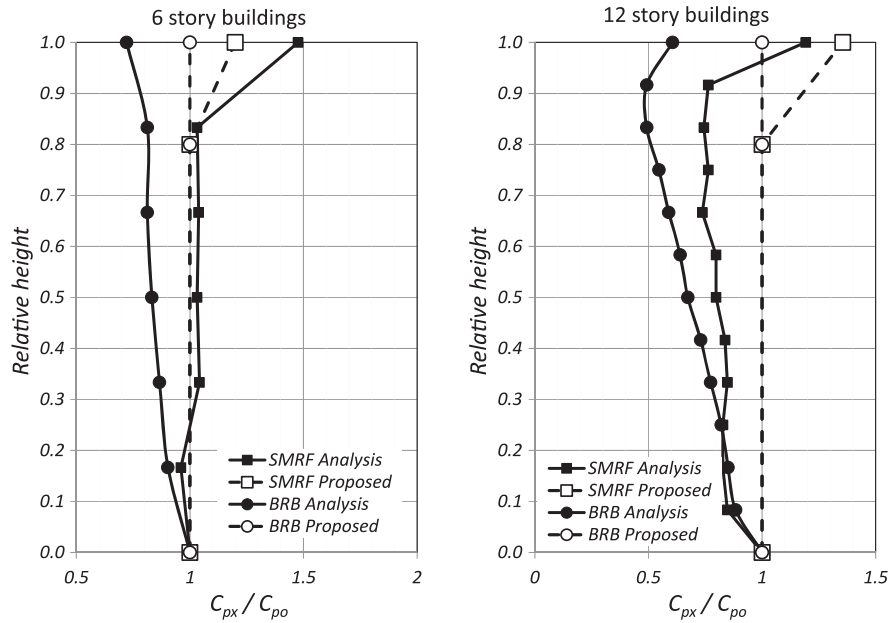 6 story buildings
1.0
0.9
0.8
0.7
0.6
0.5
0.4
0.3
0.2
0.1
0.0
Relative height
SMRF Analysis
SMRF Proposed
BRB Analysis
BRB Proposed
0.5 1 1.5 2
Cpx / Cpo
12 story buildings
1.0
0.9
0.8
0.7
0.6
0.5
0.4
0.3
0.2
0.1
0.0
Relative height
SMRF Analysis
SMRF Proposed
BRB Analysis
BRB Proposed
0 0.5 1 1.5
Cpx / Cpo